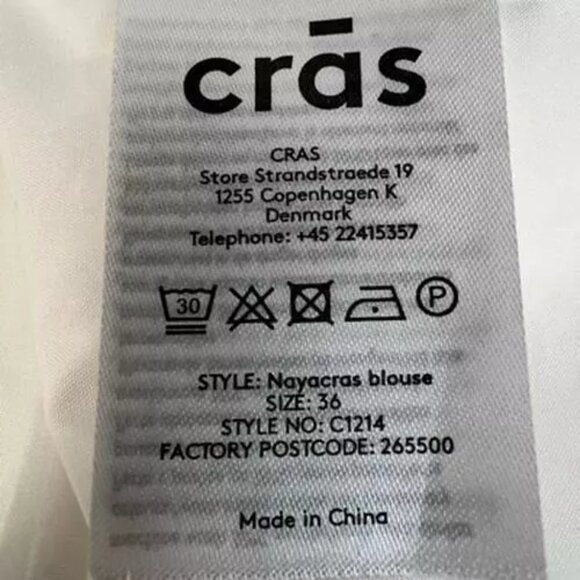 crās
CRAS
Store Strandstraede 19
1255 Copenhagen K
Denmark
Telephone: +45 22415357
30 P
STYLE: Nayacras blouse
SIZE: 36
STYLE NO: C1214
FACTORY POSTCODE: 265500
Made in China